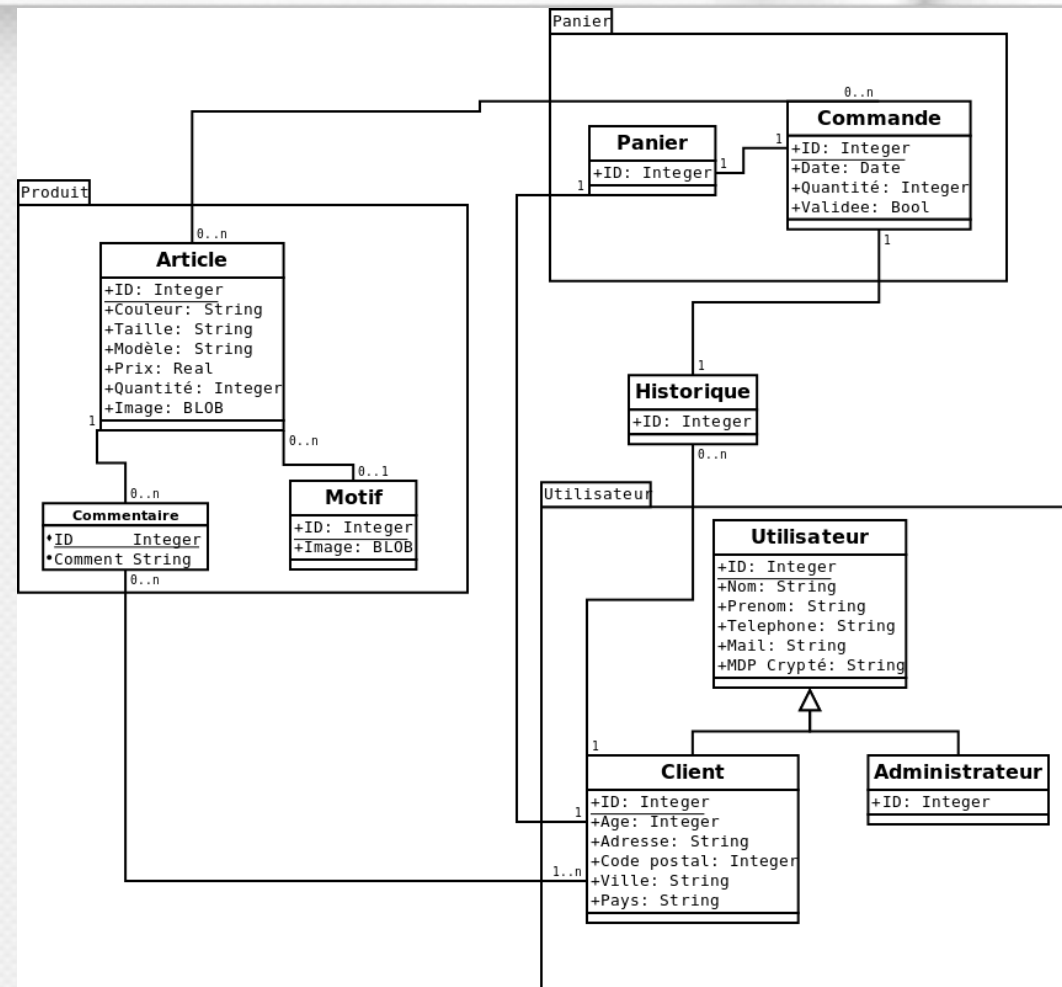 Panier
0..n
Commande
+ID: Integer
+Date: Date
+Quantité: Integer
+Validee: Bool
1
Panier
+ID: Integer
1
1
1
Produit
0..n
Article
+ID: Integer
+Couleur: String
+Taille: String
+Modèle: String
+Prix: Real
+Quantité: Integer
+Image: BLOB
1
0..n
0..1
Motif
+ID: Integer
+Image: BLOB
0..n
Commentaire
ID Integer
Comment String
0..n
1
Historique
+ID: Integer
0..n
Utilisateur
Utilisateur
+ID: Integer
+Nom: String
+Prenom: String
+Telephone: String
+Mail: String
+MDP Crypté: String
1
Client
+ID: Integer
+Age: Integer
+Adresse: String
+Code postal: Integer
+Ville: String
+Pays: String
1
1..n
Administrateur
+ID: Integer